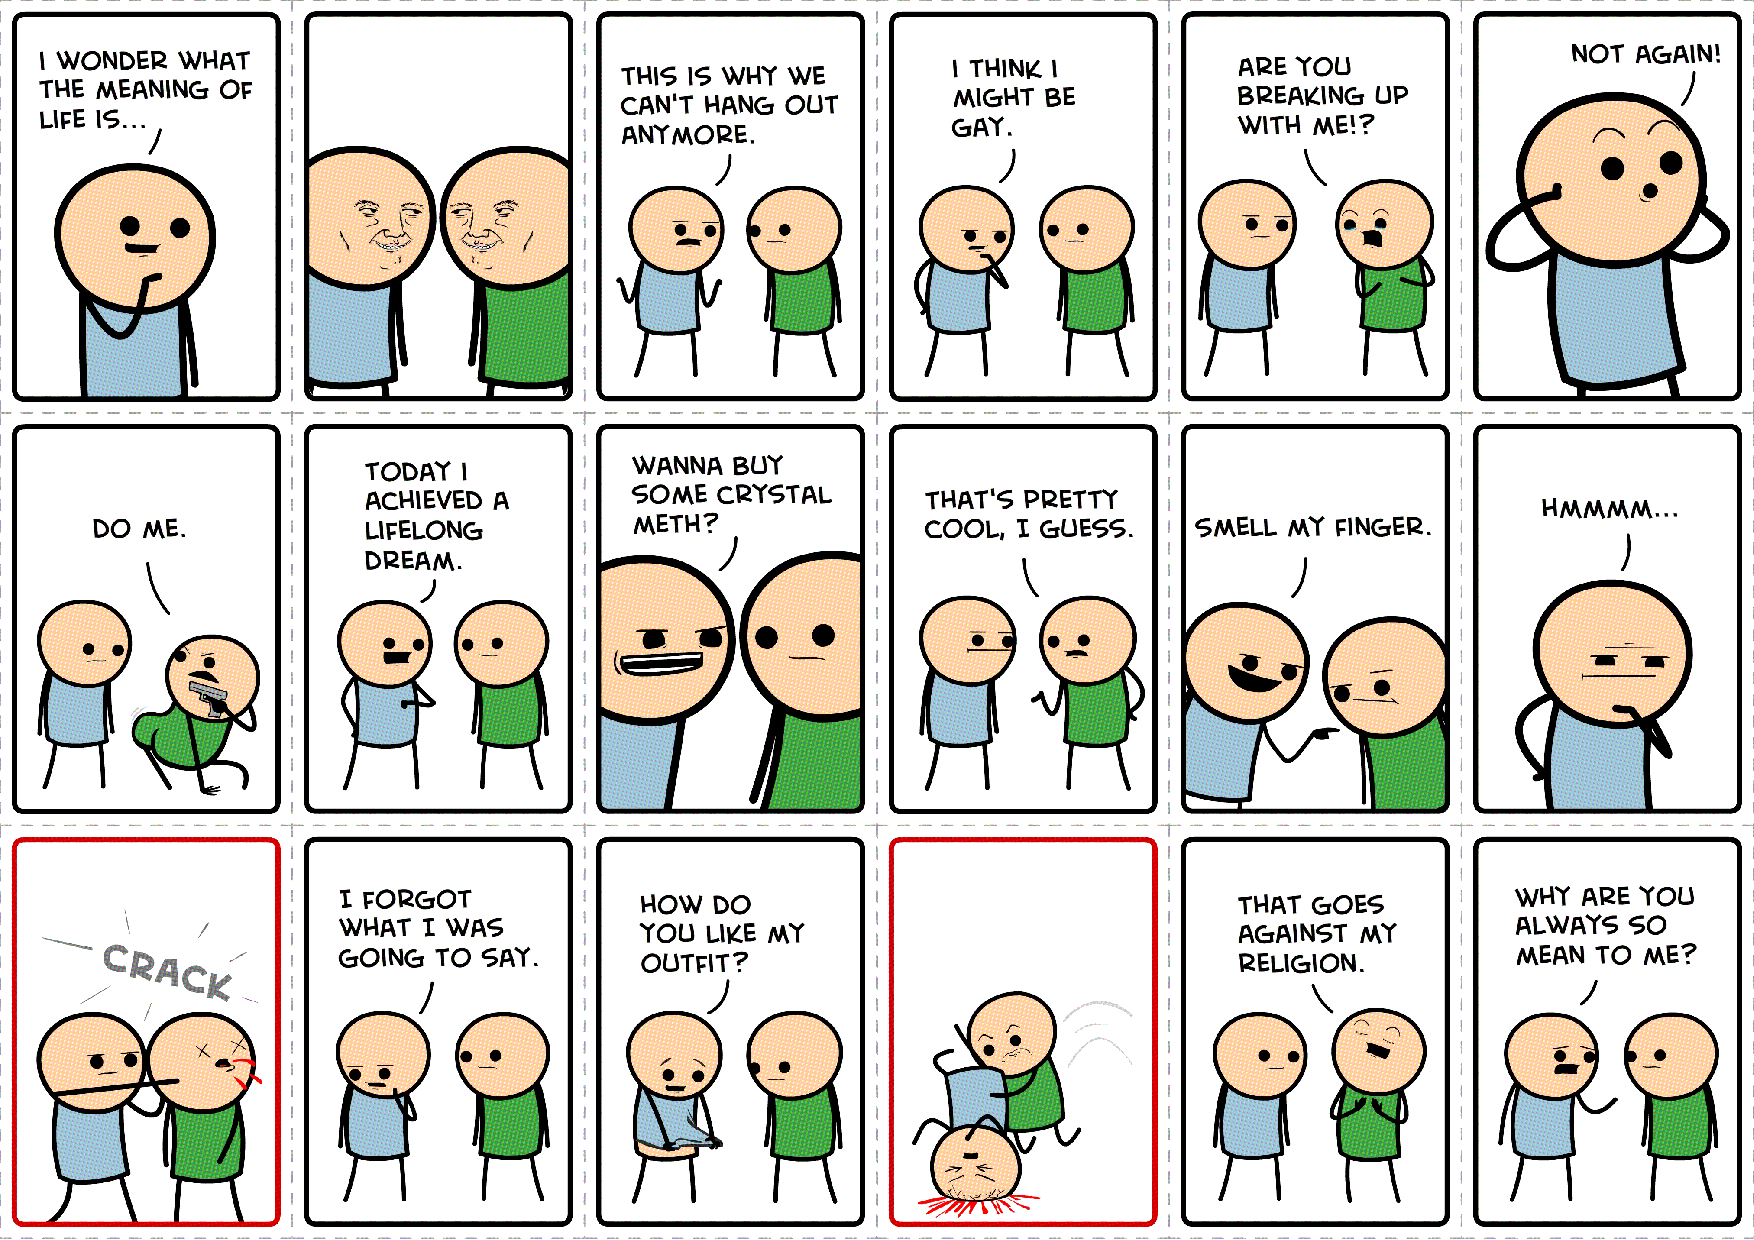 I WONDER WHAT
THE MEANING OF
LIFE IS...
THIS IS WHY WE
CAN'T HANG OUT
ANYMORE.
I THINK I
MIGHT BE
GAY.
ARE YOU
BREAKING UP
WITH ME!?
NOT AGAIN!
DO ME.
TODAY I
ACHIEVED A
LIFELONG
DREAM.
WANNA BUY
SOME CRYSTAL
METH?
THAT'S PRETTY
COOL, I GUESS.
SMELL MY FINGER.
HMMMM...
CRACK
I FORGOT
WHAT I WAS
GOING TO SAY.
HOW DO
YOU LIKE MY
OUTFIT?
THAT GOES
AGAINST MY
RELIGION.
WHY ARE YOU
ALWAYS SO
MEAN TO ME?